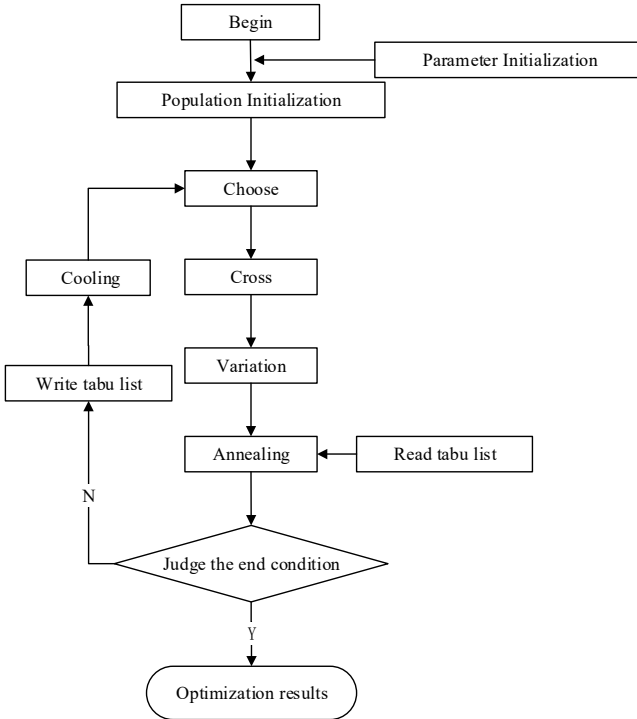 Begin
Parameter Initialization
Population Initialization
Choose
Cooling
Cross
Write tabu list
Variation
Annealing
Read tabu list
N
Judge the end condition
Y
Optimization results